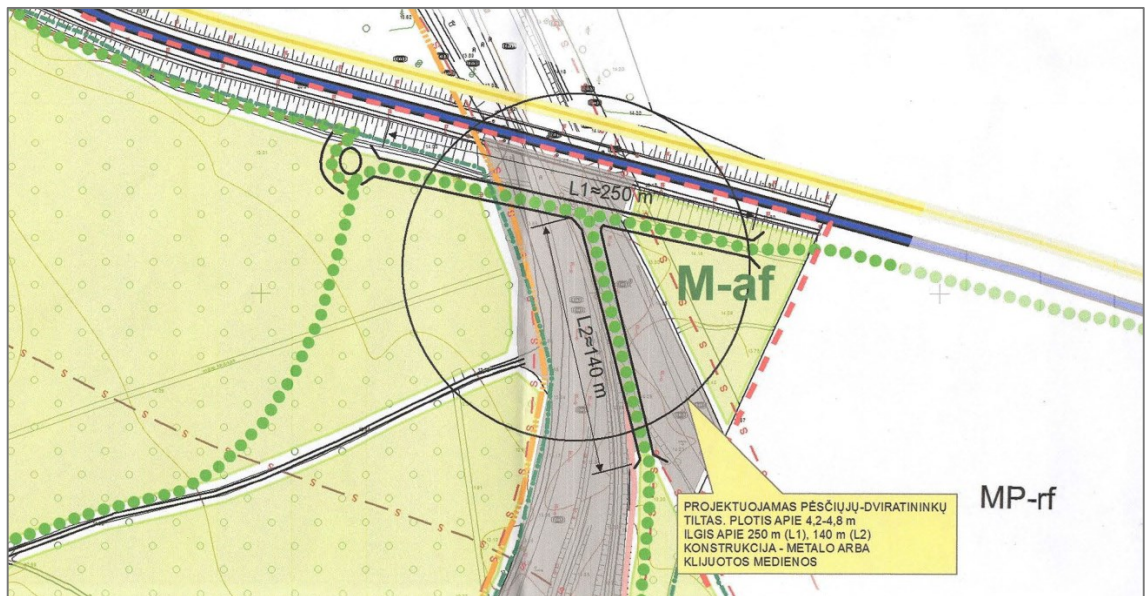 L1≈250 m
M-af
L2≈140 m
MP-rf
PROJEKTUOJAMAS PĖSČIŲJŲ-DVIRATININKŲ
TILTAS. PLOTIS APIE 4,2-4,8 m
ILGIS APIE 250 m (L1), 140 m (L2)
KONSTRUKCIJA - METALO ARBA
KLIJUOTOS MEDIENOS